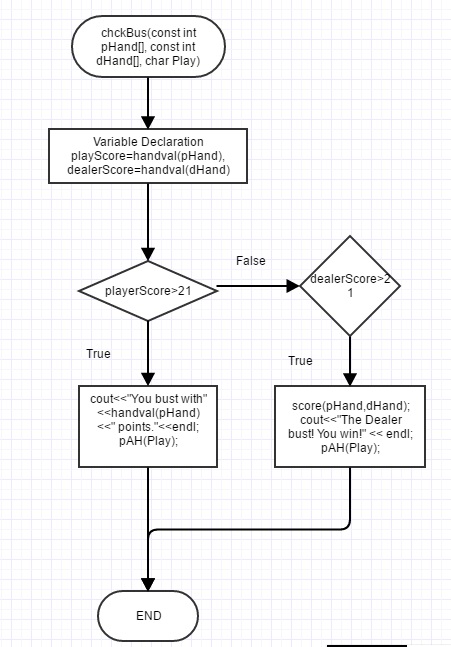 chckBus(const int
pHand[], const int
dHand[], char Play)
Variable Declaration
playScore=handval(pHand),
dealerScore=handval(dHand)
False
playerScore>21
dealerScore>2
1
True
True
cout<<"You bust with"
<<handval(pHand)
<<" points."<<endl;
pAH(Play);
score(pHand,dHand);
cout<<"The Dealer
bust! You win!" << endl;
pAH(Play);
END